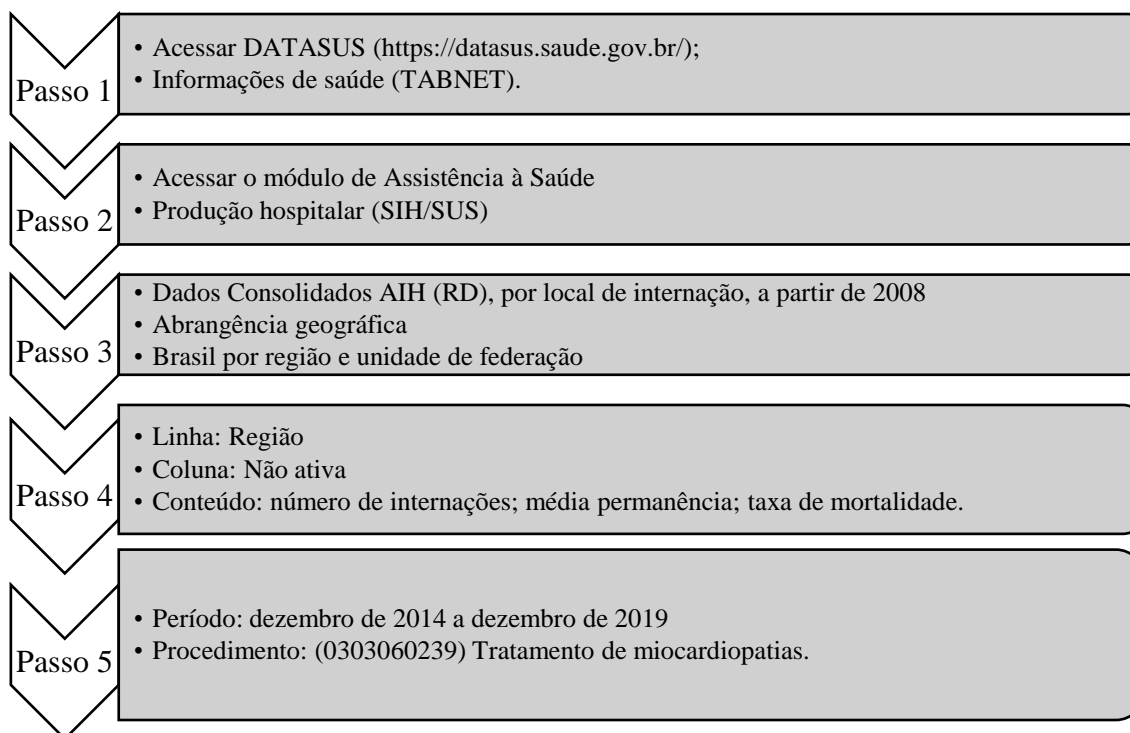 Passo 1
• Acessar DATASUS (https://datasus.saude.gov.br/);
• Informações de saúde (TABNET).
Passo 2
• Acessar o módulo de Assistência à Saúde
• Produção hospitalar (SIH/SUS)
Passo 3
• Dados Consolidados AIH (RD), por local de internação, a partir de 2008
• Abrangência geográfica
• Brasil por região e unidade de federação
Passo 4
• Linha: Região
• Coluna: Não ativa
• Conteúdo: número de internações; média permanência; taxa de mortalidade.
Passo 5
• Período: dezembro de 2014 a dezembro de 2019
• Procedimento: (0303060239) Tratamento de miocardiopatias.